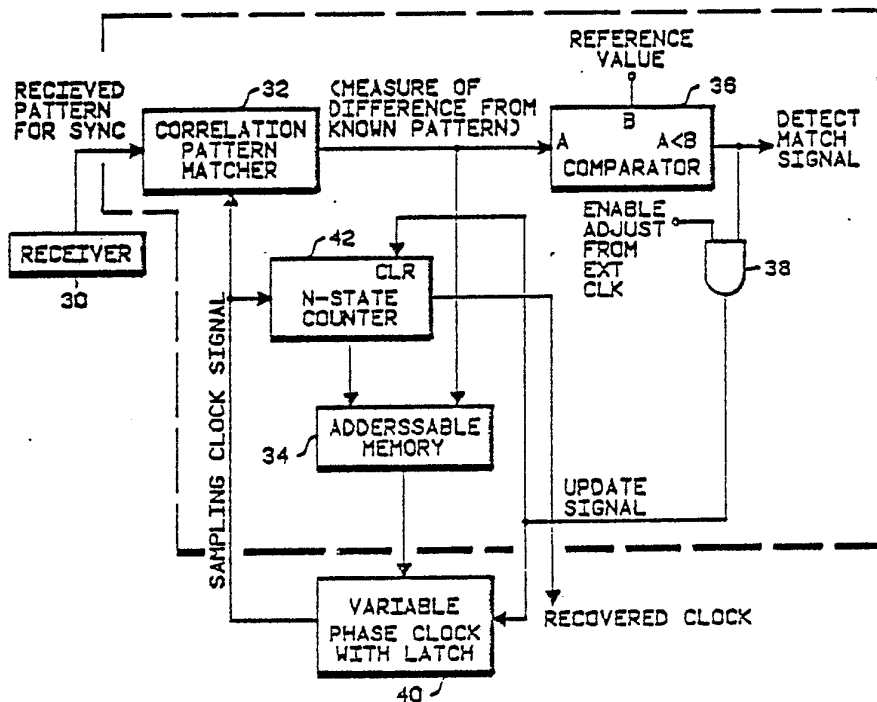 REFERENCE
VALUE
RECIEVED
PATTERN
FOR SYNC
32
(MEASURE OF
DIFFERENCE FROM
KNOWN PATTERN)
36
CORRELATION
PATTERN
MATCHER
B
A
A<B
COMPARATOR
DETECT
MATCH
SIGNAL
RECEIVER
30
42
CLR
N-STATE
COUNTER
ENABLE
ADJUST
FROM
EXT
CLK
38
SAMPLING CLOCK SIGNAL
34
ADDERSSABLE
MEMORY
UPDATE
SIGNAL
VARIABLE
PHASE CLOCK
WITH LATCH
40
RECOVERED CLOCK